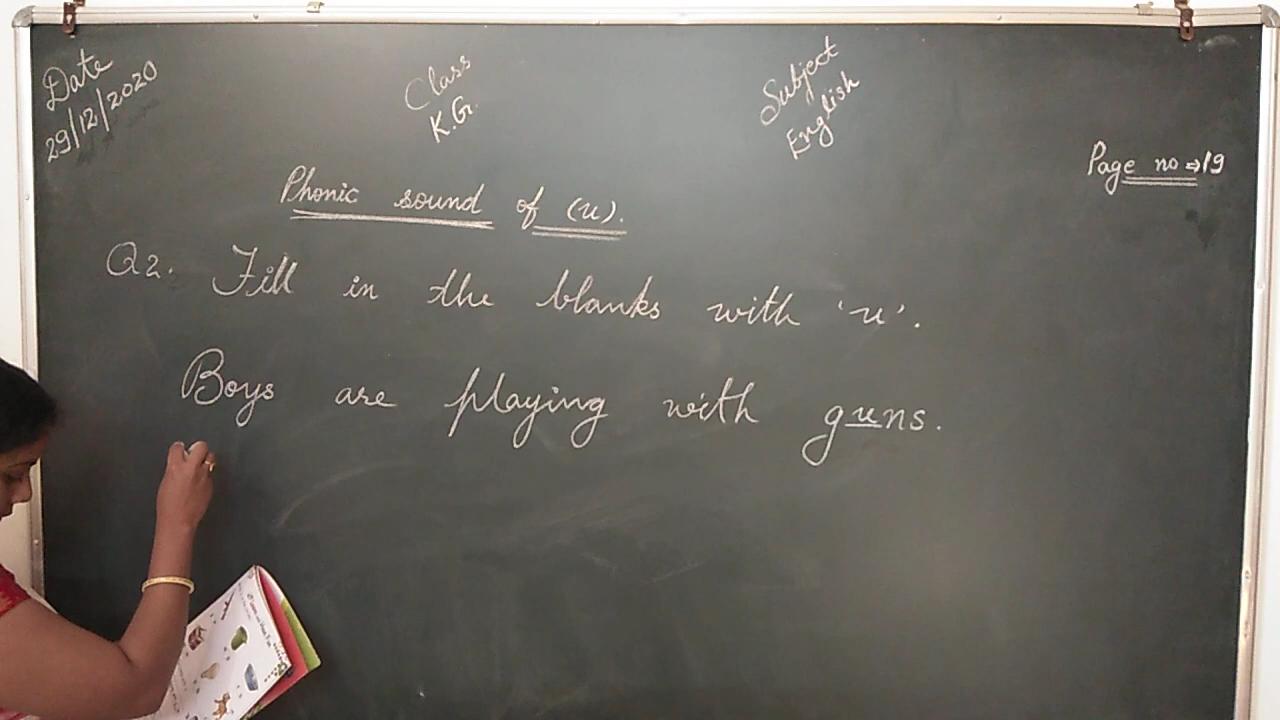 Date
29/12/2020
Class
K.G.
Subject
English
Page no ⇒ 19
Phonic sound of (u).
Q2. Fill in the blanks with 'u'.
Boys are playing with guns.